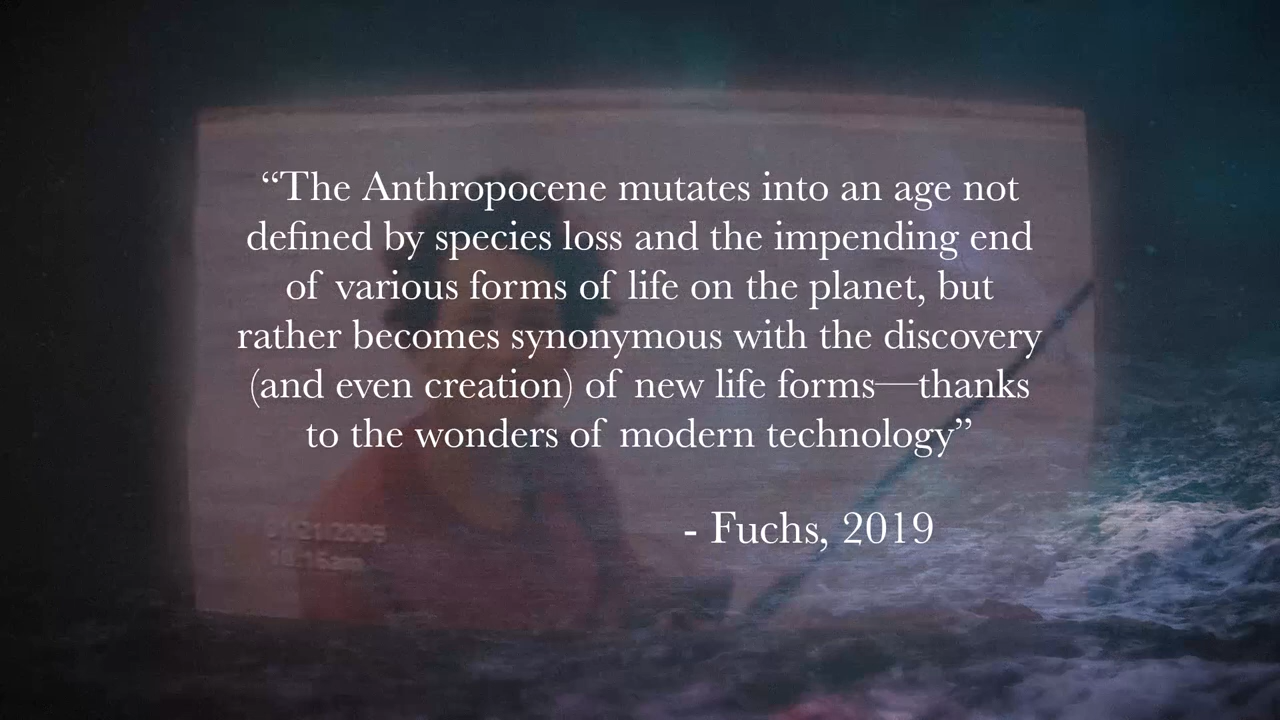 “The Anthropocene mutates into an age not
defined by species loss and the impending end
of various forms of life on the planet, but
rather becomes synonymous with the discovery
(and even creation) of new life forms—thanks
to the wonders of modern technology”
- Fuchs, 2019